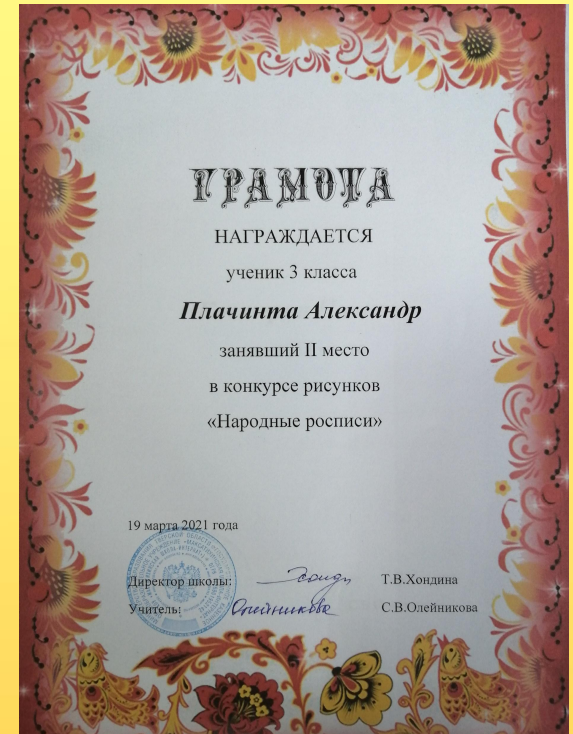 ГРАМОТА
НАГРАЖДАЕТСЯ
ученик 3 класса
Плачинта Александр
занявший II место
в конкурсе рисунков
«Народные росписи»
19 марта 2021 года
Директор школы: Т.В.Хондина
Учитель: Олейникова С.В.Олейникова